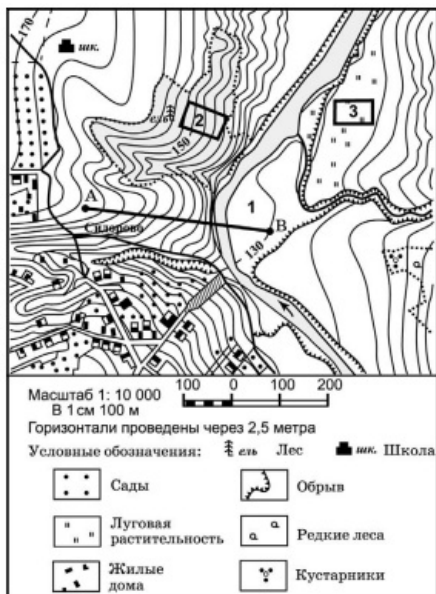 170
шк.
ель
2
150
3
А
1
В
Сидорово
130
Масштаб 1: 10 000
В 1 см 100 м
100 0 100 200
Горизонтали проведены через 2,5 метра
Условные обозначения: ель Лес шк. Школа
Сады
Обрыв
Луговая растительность
Редкие леса
Жилые дома
Кустарники